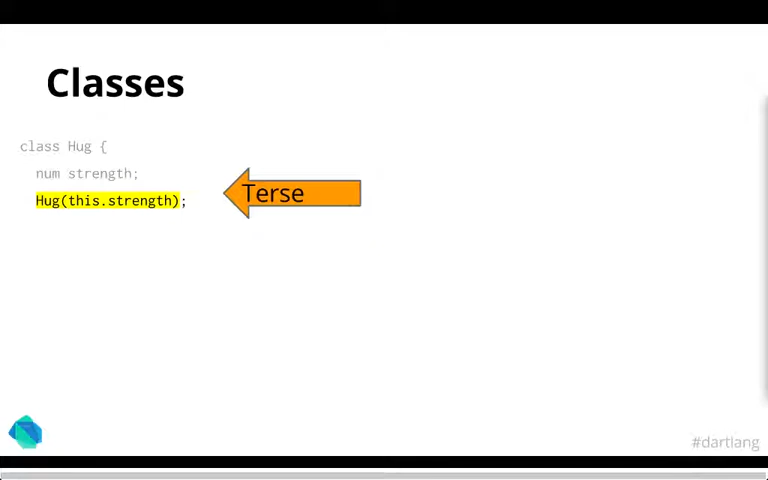 Classes
class Hug {
num strength;
Hug(this.strength);
Terse
#dartlang